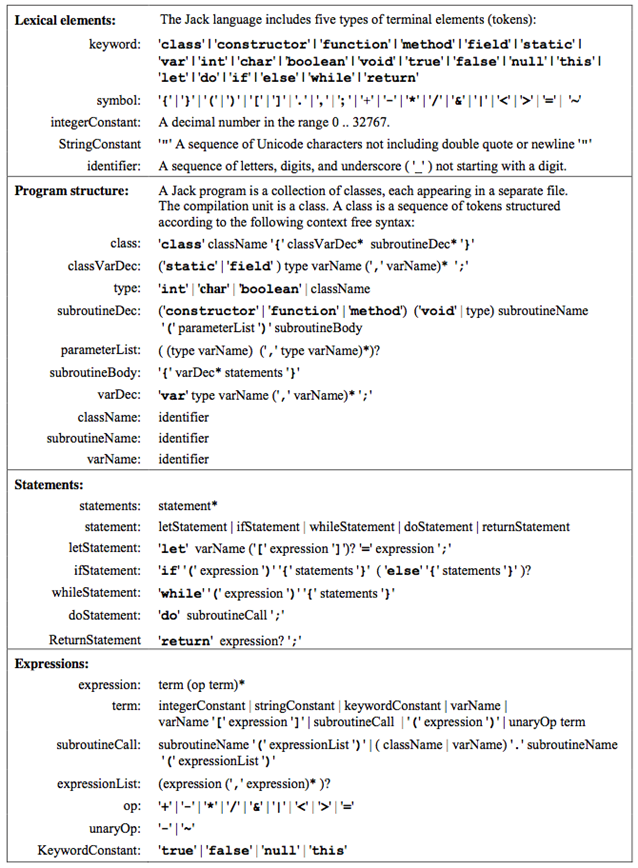 Lexical elements: The Jack language includes five types of terminal elements (tokens):
keyword: 'class'|'constructor'|'function'|'method'|'field'|'static'|
'var'|'int'|'char'|'boolean'|'void'|'true'|'false'|'null'|'this'|
'let'|'do'|'if'|'else'|'while'|'return'
symbol: '{'|'}'|'('|')'|'['|']'|'.'|','|';'|'+'|'-'|'*'|'/'|'&'|'|'|'<'|'>'|'='| '~'
integerConstant: A decimal number in the range 0 .. 32767.
StringConstant '"' A sequence of Unicode characters not including double quote or newline '"'
identifier: A sequence of letters, digits, and underscore ( '_' ) not starting with a digit.
Program structure: A Jack program is a collection of classes, each appearing in a separate file.
The compilation unit is a class. A class is a sequence of tokens structured
according to the following context free syntax:
class: 'class' className '{' classVarDec* subroutineDec* '}'
classVarDec: ('static'|'field' ) type varName (',' varName)* ';'
type: 'int'|'char'|'boolean'| className
subroutineDec: ('constructor'|'function'|'method') ('void'| type) subroutineName
'(' parameterList ')' subroutineBody
parameterList: ( (type varName) (',' type varName)*)?
subroutineBody: '{' varDec* statements '}'
varDec: 'var' type varName (',' varName)* ';'
className: identifier
subroutineName: identifier
varName: identifier
Statements:
statements: statement*
statement: letStatement | ifStatement | whileStatement | doStatement | returnStatement
letStatement: 'let' varName ('[' expression ']')? '=' expression ';'
ifStatement: 'if' '(' expression ')' '{' statements '}' ( 'else' '{' statements '}' )?
whileStatement: 'while' '(' expression ')' '{' statements '}'
doStatement: 'do' subroutineCall ';'
ReturnStatement 'return' expression? ';'
Expressions:
expression: term (op term)*
term: integerConstant | stringConstant | keywordConstant | varName |
varName '[' expression ']' | subroutineCall | '(' expression ')' | unaryOp term
subroutineCall: subroutineName '(' expressionList ')' | ( className | varName) '.' subroutineName
'(' expressionList ')'
expressionList: (expression (',' expression)* )?
op: '+'|'-'|'*'|'/'|'&'|'|'|'<'|'>'|'='
unaryOp: '-'|'~'
KeywordConstant: 'true'|'false'|'null'|'this'